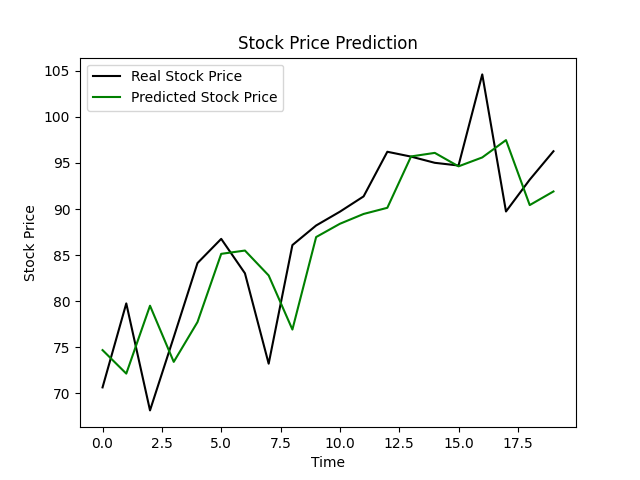 Stock Price Prediction
Real Stock Price
Predicted Stock Price
Stock Price
105
100
95
90
85
80
75
70
0.0 2.5 5.0 7.5 10.0 12.5 15.0 17.5
Time